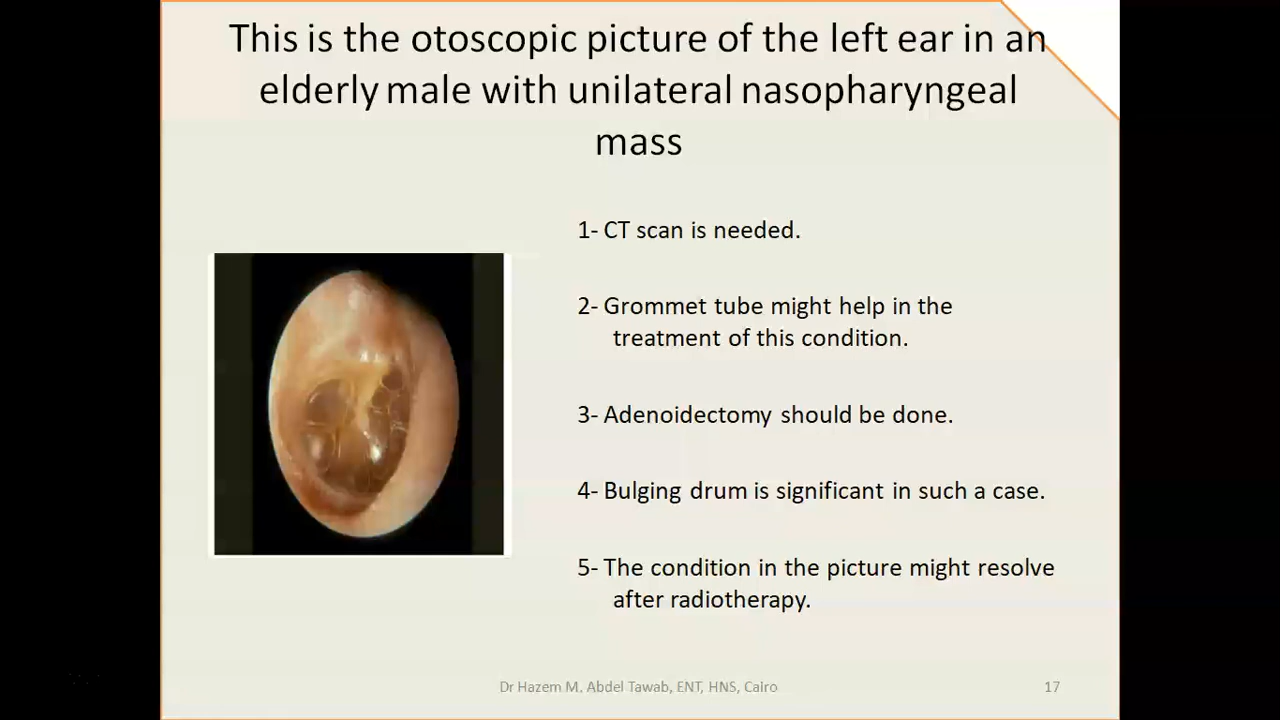 This is the otoscopic picture of the left ear in an
elderly male with unilateral nasopharyngeal
mass
1- CT scan is needed.
2- Grommet tube might help in the
treatment of this condition.
3- Adenoidectomy should be done.
4- Bulging drum is significant in such a case.
5- The condition in the picture might resolve
after radiotherapy.
Dr Hazem M. Abdel Tawab, ENT, HNS, Cairo
17